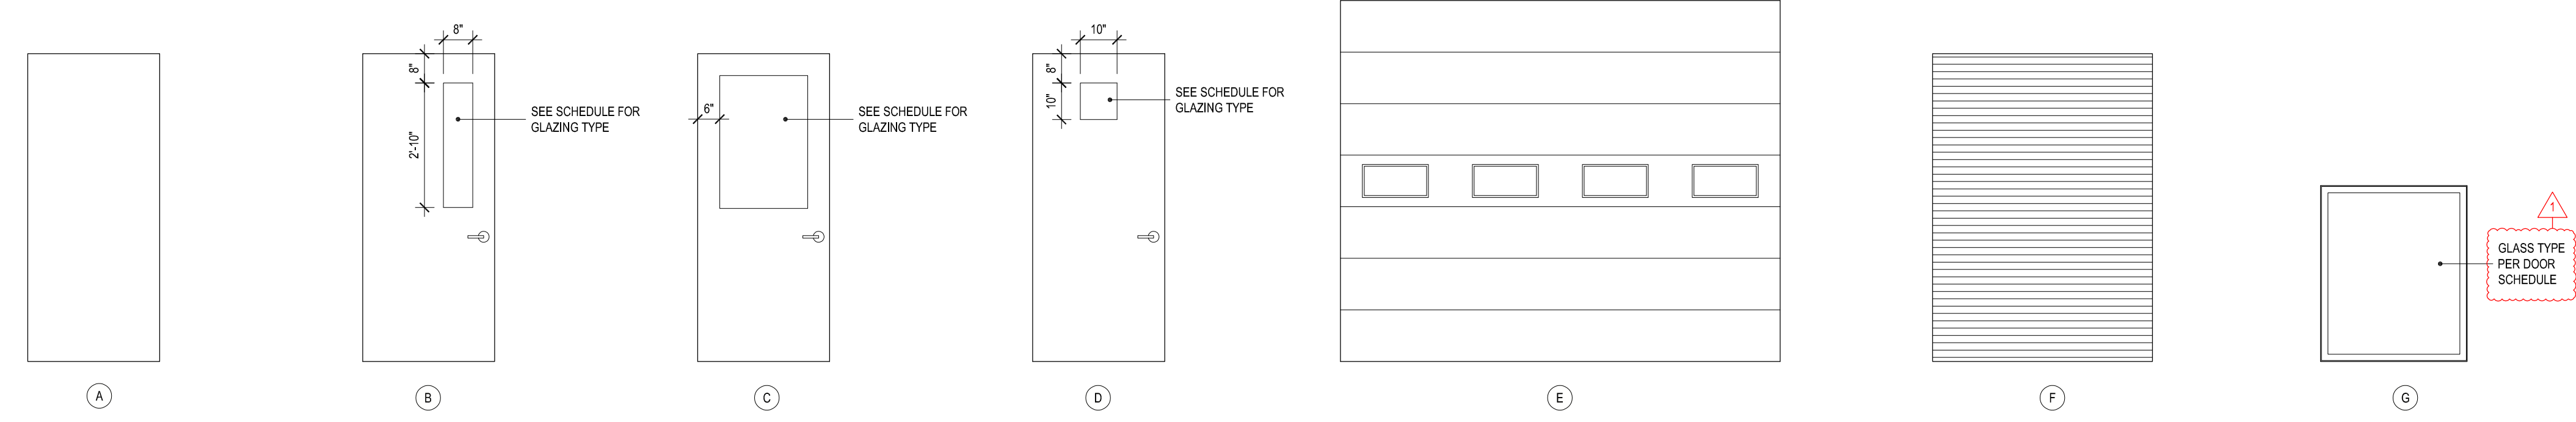 8"
8"
2'-10"
SEE SCHEDULE FOR
GLAZING TYPE
6"
SEE SCHEDULE FOR
GLAZING TYPE
10"
8"
10"
SEE SCHEDULE FOR
GLAZING TYPE
1
GLASS TYPE
PER DOOR
SCHEDULE
A
B
C
D
E
F
G